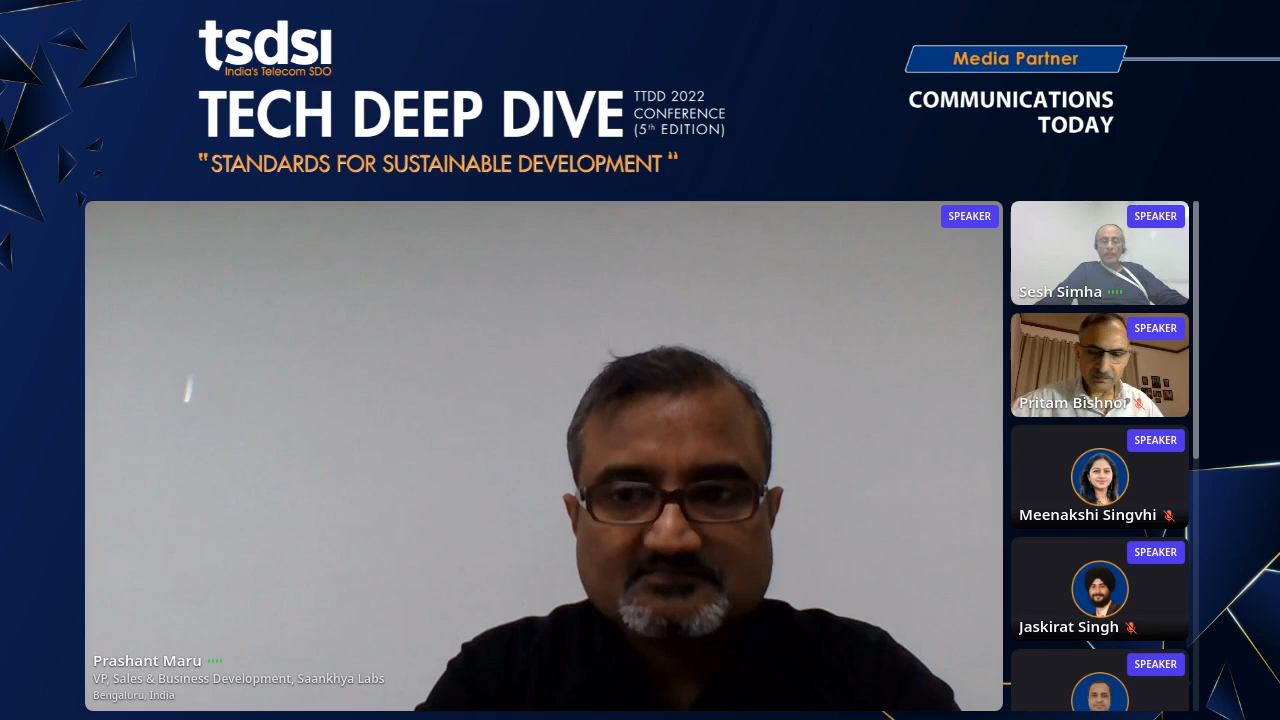 tsdsi
India's Telecom SDO
TECH DEEP DIVE
TTDD 2022
CONFERENCE
(5th EDITION)
"STANDARDS FOR SUSTAINABLE DEVELOPMENT"
Media Partner
COMMUNICATIONS
TODAY
SPEAKER
Prashant Maru
VP, Sales & Business Development, Saankhya Labs
Bengaluru, India
SPEAKER
Sesh Simha
SPEAKER
Pritam Bishnoi
SPEAKER
Meenakshi Singvhi
SPEAKER
Jaskirat Singh
SPEAKER